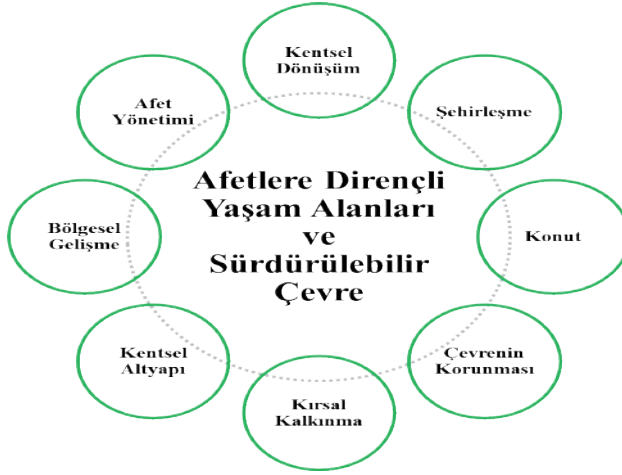 Kentsel
Dönüşüm
Şehirleşme
Konut
Çevrenin
Korunması
Kırsal
Kalkınma
Kentsel
Altyapı
Bölgesel
Gelişme
Afet
Yönetimi
Afetlere Dirençli
Yaşam Alanları
ve
Sürdürülebilir
Çevre